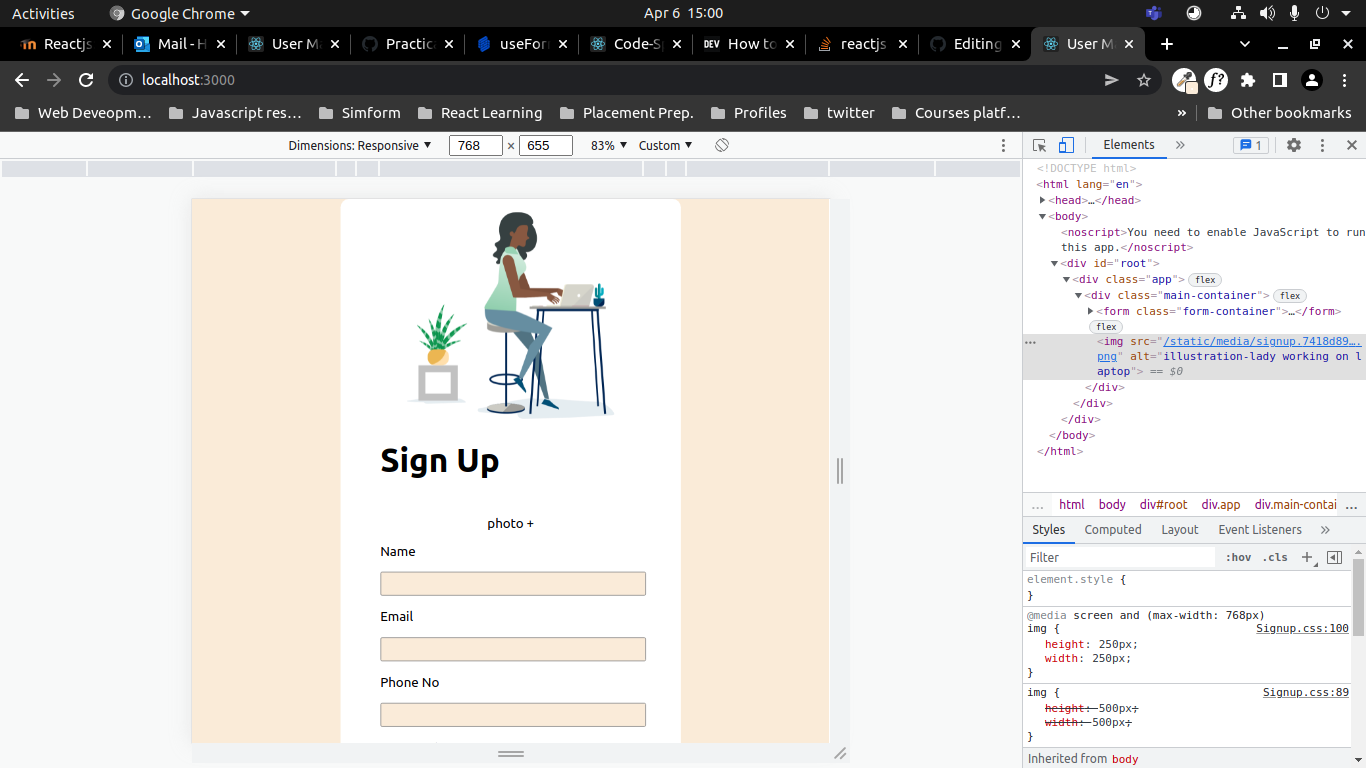 Activities Google Chrome Apr 6 15:00
Reactjs Mail - H User Ma Practica useForm Code-Sp DEV How to reactjs Editing User Ma
localhost:3000 f?
Web Deveopm… Javascript res… Simform React Learning Placement Prep. Profiles twitter Courses platf… » Other bookmarks
Dimensions: Responsive 768 × 655 83% Custom
Elements » 1
<!DOCTYPE html>
<html lang="en">
<head>…</head>
<body>
<noscript>You need to enable JavaScript to run
this app.</noscript>
<div id="root">
<div class="app"> flex
<div class="main-container"> flex
<form class="form-container">…</form>
flex
<img src="/static/media/signup.7418d89….
png" alt="illustration-lady working on l
aptop"> == $0
</div>
</div>
</div>
</body>
</html>
Sign Up
photo +
Name
Email
Phone No
... html body div#root div.app div.main-contai ...
Styles Computed Layout Event Listeners »
Filter :hov .cls +
element.style {
}
@media screen and (max-width: 768px)
img { Signup.css:100
height: 250px;
width: 250px;
}
img { Signup.css:89
height: 500px;
width: 500px;
}
Inherited from body